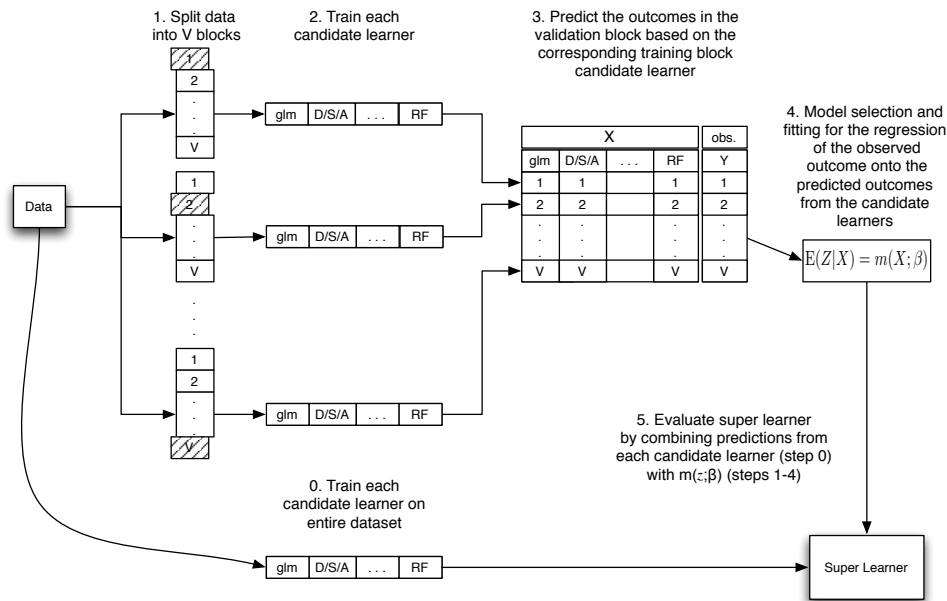 1. Split data
into V blocks
2. Train each
candidate learner
3. Predict the outcomes in the
validation block based on the
corresponding training block
candidate learner
4. Model selection and
fitting for the regression
of the observed
outcome onto the
predicted outcomes
from the candidate
learners
Data
1
2
.
.
.
V
glm D/S/A . . . RF
1
2
.
.
.
V
glm D/S/A . . . RF
.
.
.
1
2
.
.
.
V
glm D/S/A . . . RF
X obs.
glm D/S/A . . . RF Y
1 1 1 1
2 2 2 2
. . . .
. . . .
. . . .
V V V V
E(Z|X) = m(X;β)
5. Evaluate super learner
by combining predictions from
each candidate learner (step 0)
with m(z;β) (steps 1-4)
0. Train each
candidate learner on
entire dataset
glm D/S/A . . . RF
Super Learner